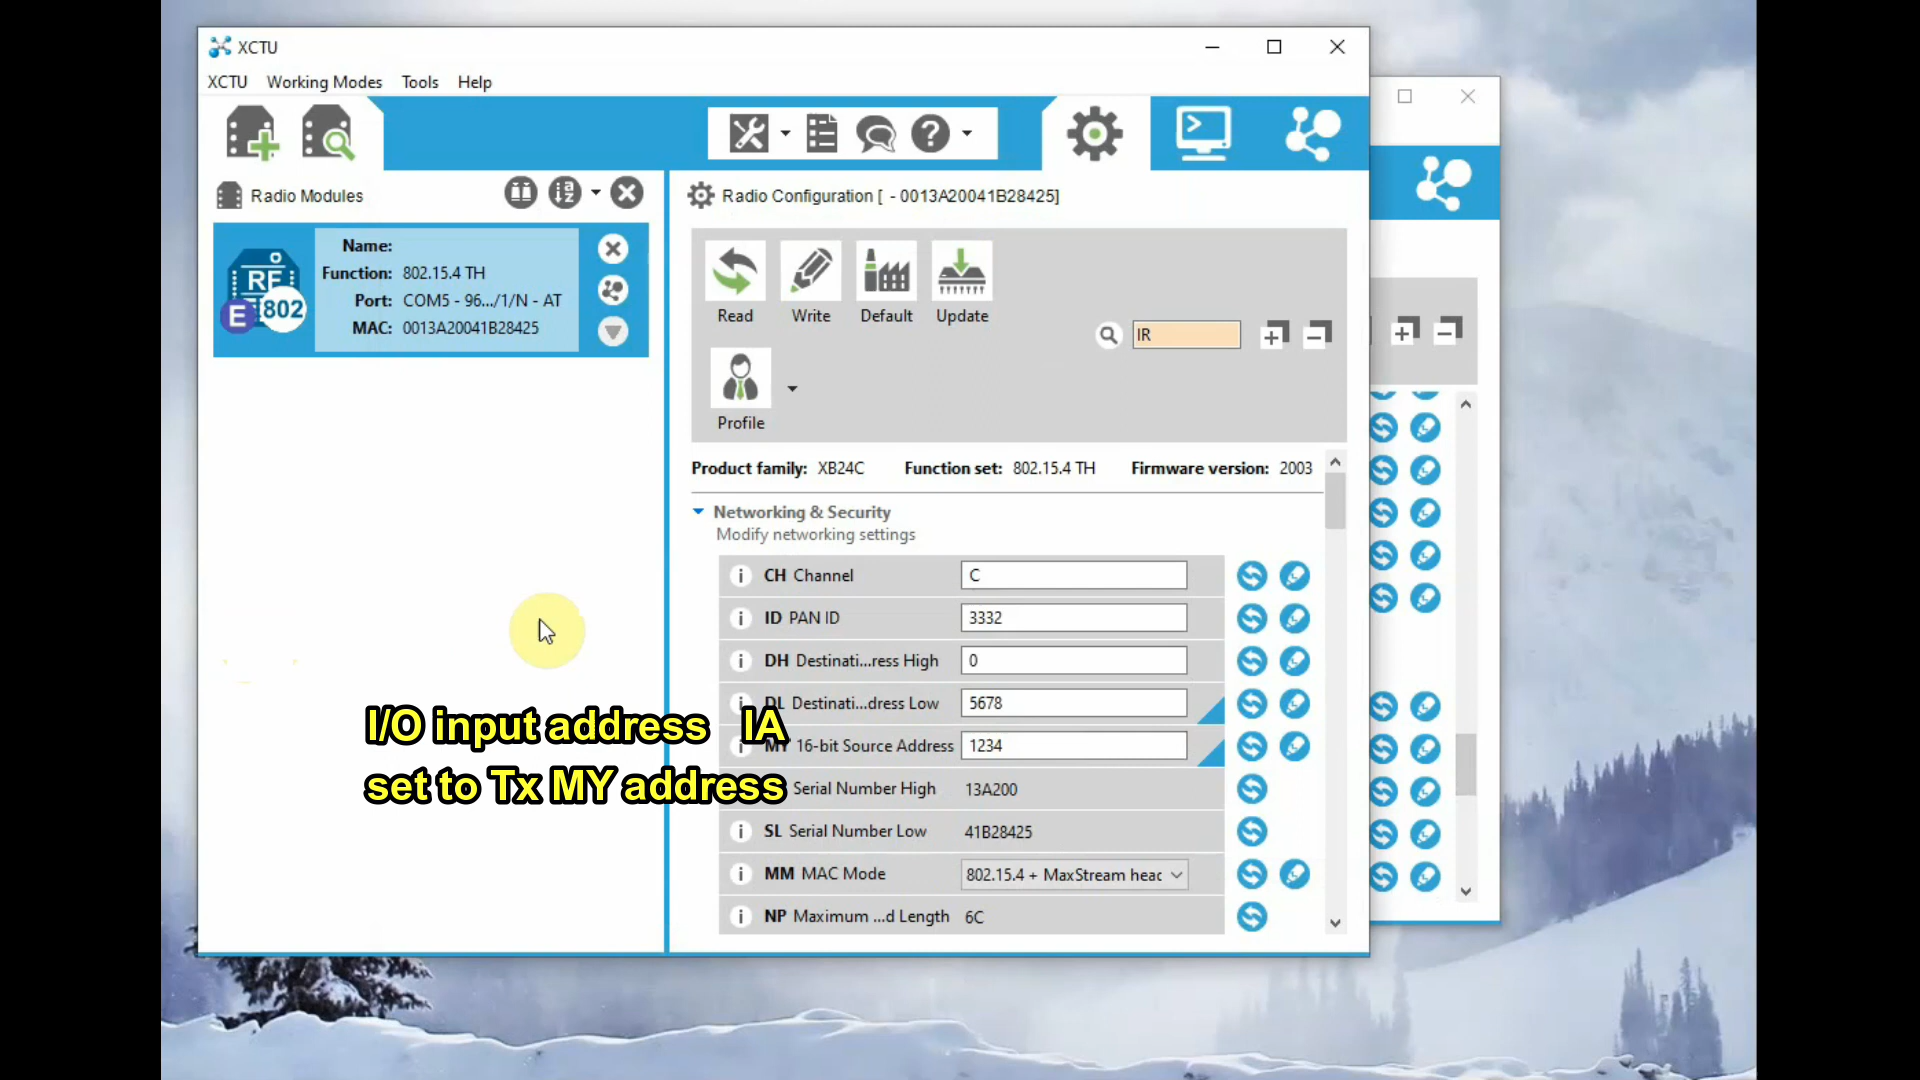 XCTU
XCTU Working Modes Tools Help
Radio Modules
Radio Configuration [ - 0013A20041B28425]
RF
802
E
Name:
Function: 802.15.4 TH
Port: COM5 - 96.../1/N - AT
MAC: 0013A20041B28425
Read Write Default Update
IR
Profile
Product family: XB24C Function set: 802.15.4 TH Firmware version: 2003
Networking & Security
Modify networking settings
i CH Channel C
i ID PAN ID 3332
i DH Destinati...ress High 0
i DL Destinati...dress Low 5678
MY 16-bit Source Address 1234
Serial Number High 13A200
i SL Serial Number Low 41B28425
i MM MAC Mode 802.15.4 + MaxStream heac
i NP Maximum ...d Length 6C
I/O input address IA
set to Tx MY address